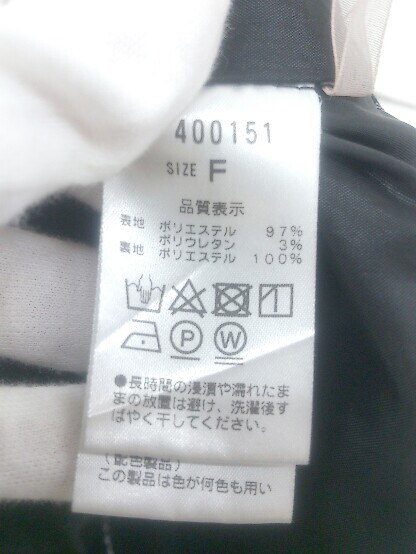 400151
SIZE F
品質表示
表地 ポリエステル 97%
ポリウレタン 3%
裏地 ポリエステル 100%
P W
●長時間の浸漬や濡れたま
まの放置は避け、洗濯後す
ばやく干してください。
(配色製品)
この製品は色が何色も用い